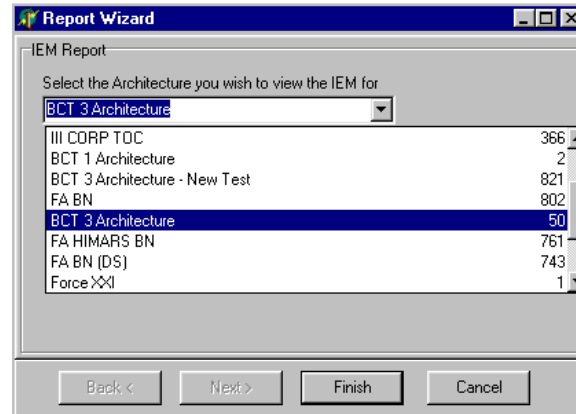 Report Wizard
IEM Report
Select the Architecture you wish to view the IEM for
BCT 3 Architecture
III CORP TOC 366
BCT 1 Architecture 2
BCT 3 Architecture - New Test 821
FA BN 802
BCT 3 Architecture 50
FA HIMARS BN 761
FA BN (DS) 743
Force XXI 1
Back < Next > Finish Cancel